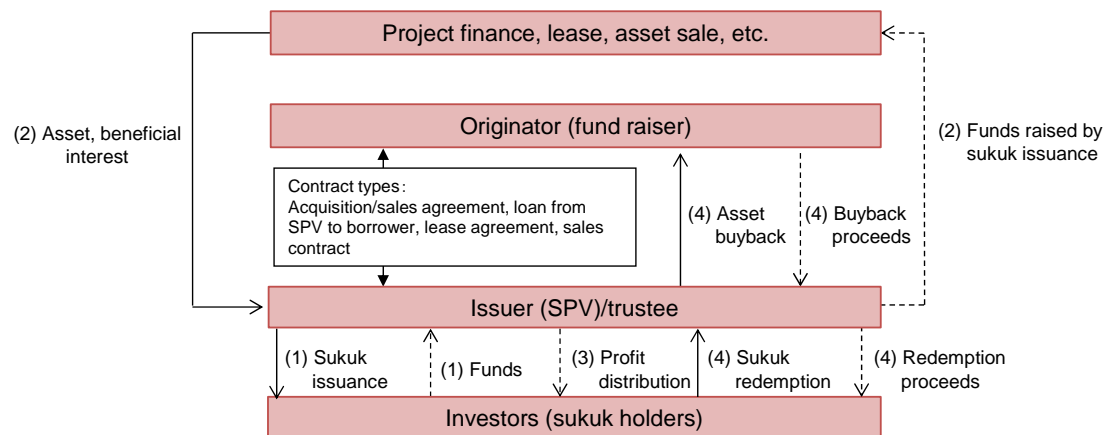 Project finance, lease, asset sale, etc.
(2) Asset, beneficial
interest
Originator (fund raiser)
(2) Funds raised by
sukuk issuance
Contract types:
Acquisition/sales agreement, loan from
SPV to borrower, lease agreement, sales
contract
(4) Asset
buyback
(4) Buyback
proceeds
Issuer (SPV)/trustee
(1) Sukuk
issuance
(1) Funds
(3) Profit
distribution
(4) Sukuk
redemption
(4) Redemption
proceeds
Investors (sukuk holders)